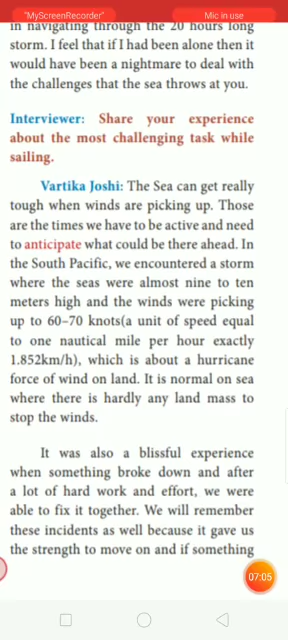 "MyScreenRecorder"
Mic in use
in navigating through the 20 hours long
storm. I feel that if I had been alone then it
would have been a nightmare to deal with
the challenges that the sea throws at you.
Interviewer: Share your experience
about the most challenging task while
sailing.
Vartika Joshi: The Sea can get really
tough when winds are picking up. Those
are the times we have to be active and need
to anticipate what could be there ahead. In
the South Pacific, we encountered a storm
where the seas were almost nine to ten
meters high and the winds were picking
up to 60–70 knots(a unit of speed equal
to one nautical mile per hour exactly
1.852km/h), which is about a hurricane
force of wind on land. It is normal on sea
where there is hardly any land mass to
stop the winds.
It was also a blissful experience
when something broke down and after
a lot of hard work and effort, we were
able to fix it together. We will remember
these incidents as well because it gave us
the strength to move on and if something
07:05